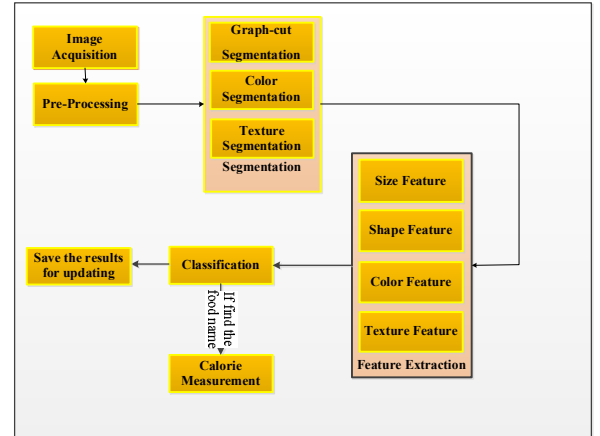 Image
Acquisition
Pre-Processing
Graph-cut
Segmentation
Color
Segmentation
Texture
Segmentation
Segmentation
Size Feature
Shape Feature
Color Feature
Texture Feature
Feature Extraction
Classification
Save the results
for updating
If find the
food name
Calorie
Measurement